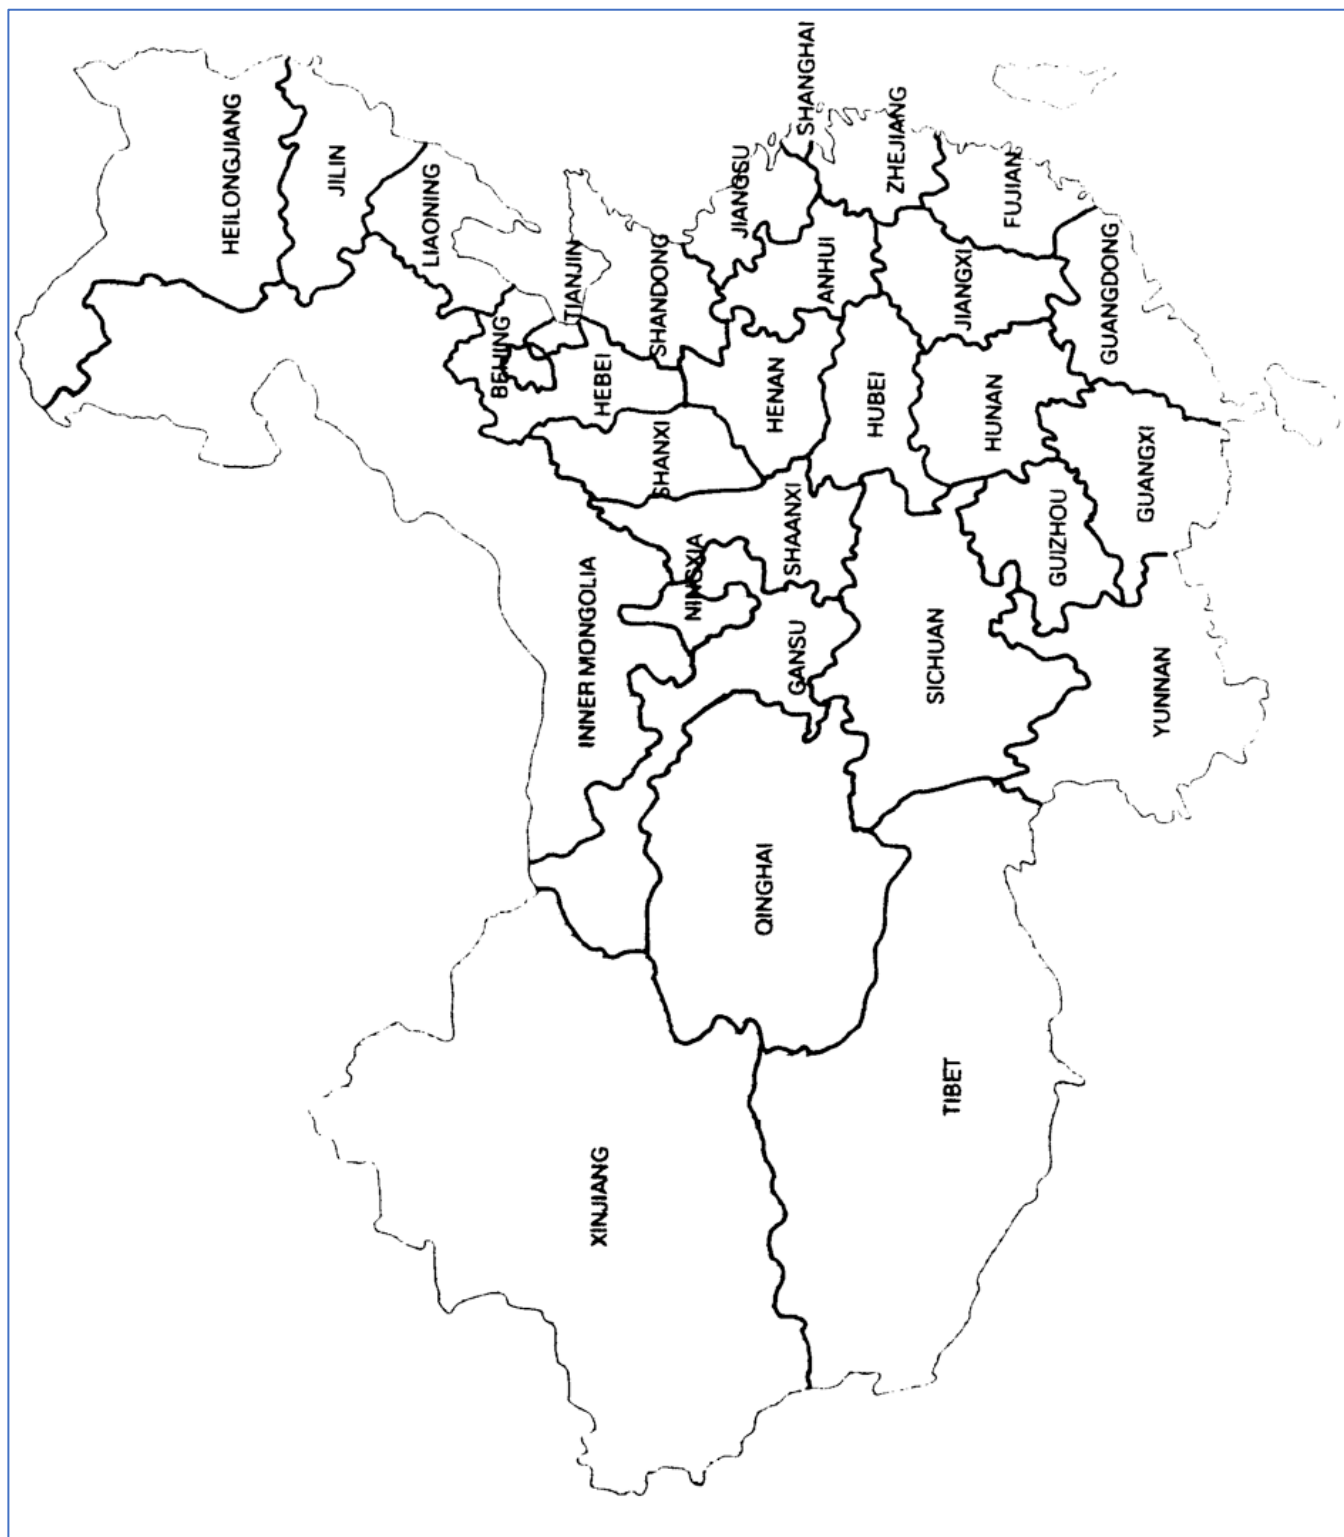 HEILONGJIANG
JILIN
LIAONING
BEIJING
TIANJIN
HEBEI
SHANDONG
SHANXI
INNER MONGOLIA
NINGXIA
SHAANXI
GANSU
QINGHAI
XINJIANG
TIBET
HENAN
JIANGSU
SHANGHAI
ANHUI
ZHEJIANG
HUBEI
SICHUAN
JIANGXI
FUJIAN
HUNAN
GUIZHOU
GUANGDONG
GUANGXI
YUNNAN